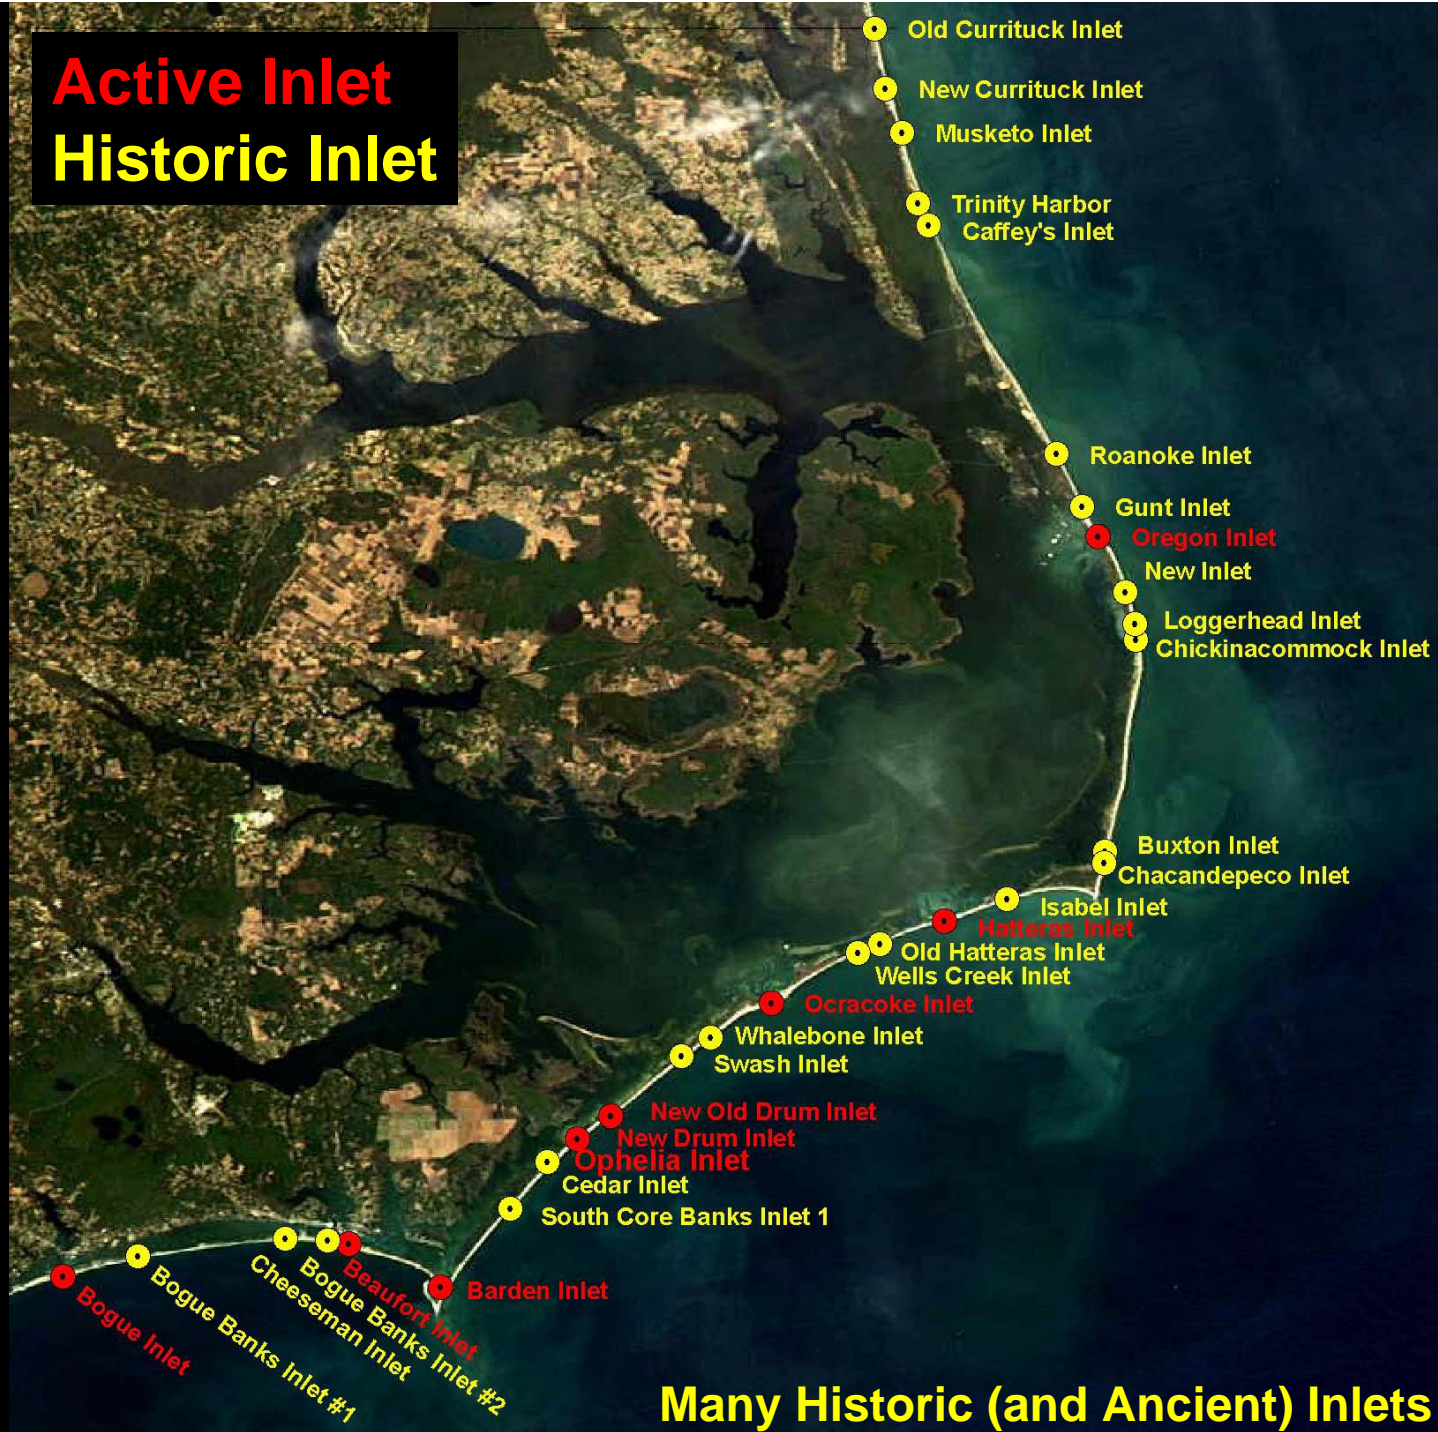 Active Inlet
Historic Inlet
Old Currituck Inlet
New Currituck Inlet
Musketo Inlet
Trinity Harbor
Caffey's Inlet
Roanoke Inlet
Gunt Inlet
Oregon Inlet
New Inlet
Loggerhead Inlet
Chickinacommock Inlet
Buxton Inlet
Chacandepeco Inlet
Isabel Inlet
Hatteras Inlet
Old Hatteras Inlet
Wells Creek Inlet
Ocracoke Inlet
Whalebone Inlet
Swash Inlet
New Old Drum Inlet
New Drum Inlet
Ophelia Inlet
Cedar Inlet
South Core Banks Inlet 1
Barden Inlet
Beaufort Inlet
Bogue Banks Inlet #2
Cheeseman Inlet
Bogue Banks Inlet #1
Bogue Inlet
Many Historic (and Ancient) Inlets